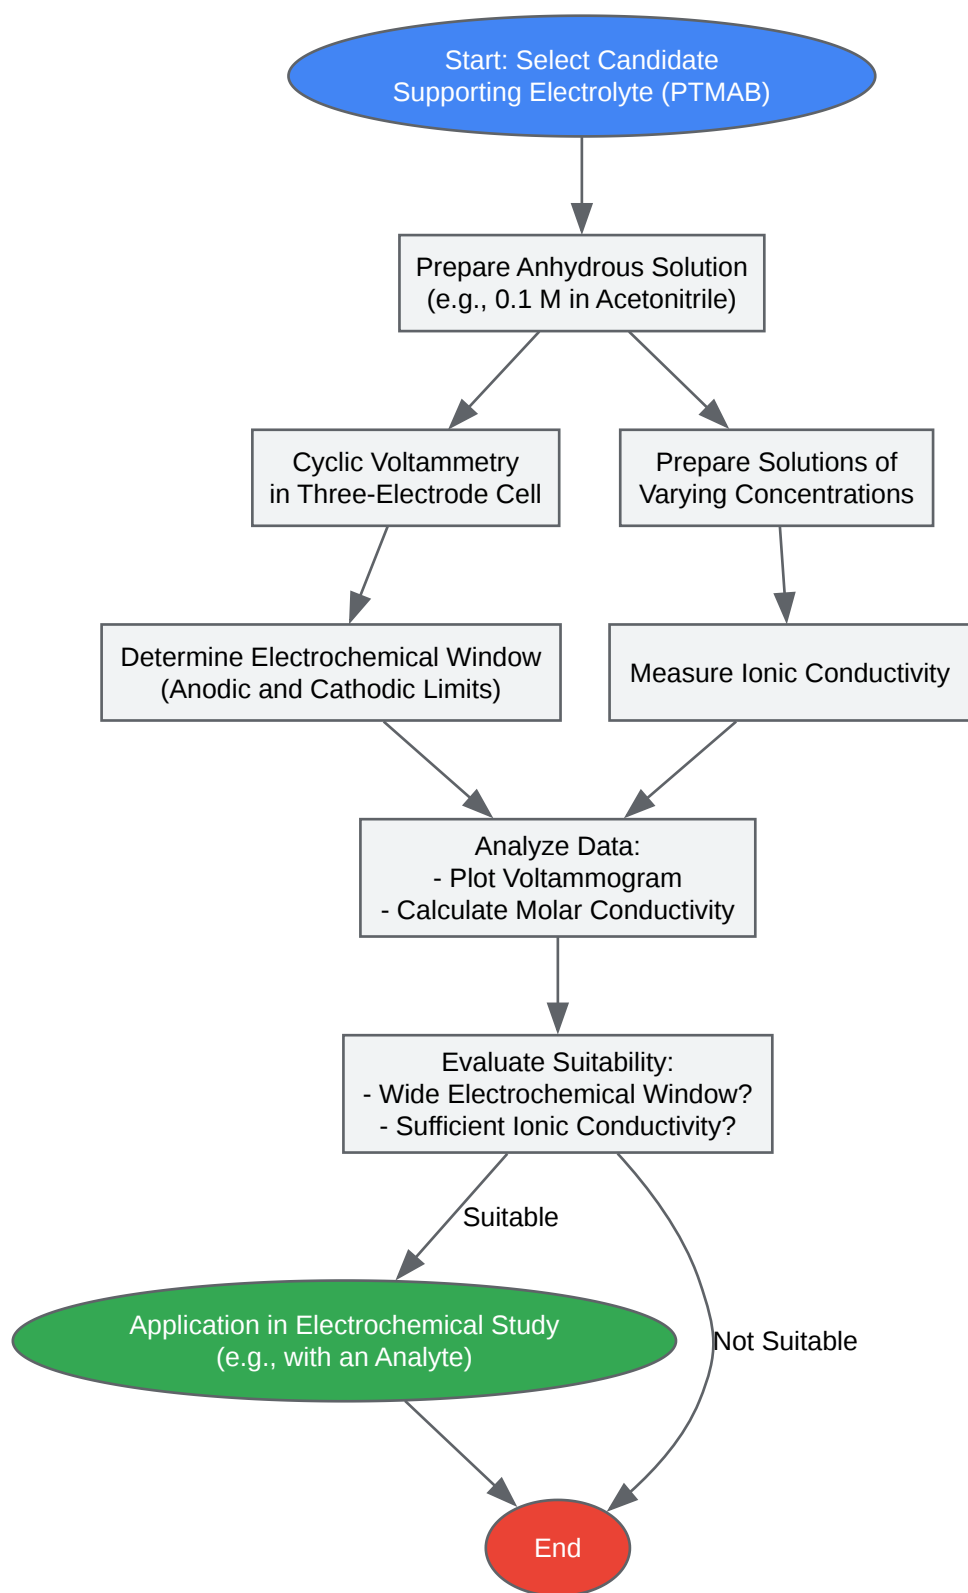 Start: Select Candidate
Supporting Electrolyte (PTMAB)
Prepare Anhydrous Solution
(e.g., 0.1 M in Acetonitrile)
Cyclic Voltammetry
in Three-Electrode Cell
Prepare Solutions of
Varying Concentrations
Determine Electrochemical Window
(Anodic and Cathodic Limits)
Measure Ionic Conductivity
Analyze Data:
- Plot Voltammogram
- Calculate Molar Conductivity
Evaluate Suitability:
- Wide Electrochemical Window?
- Sufficient Ionic Conductivity?
Suitable
Application in Electrochemical Study
(e.g., with an Analyte)
Not Suitable
End